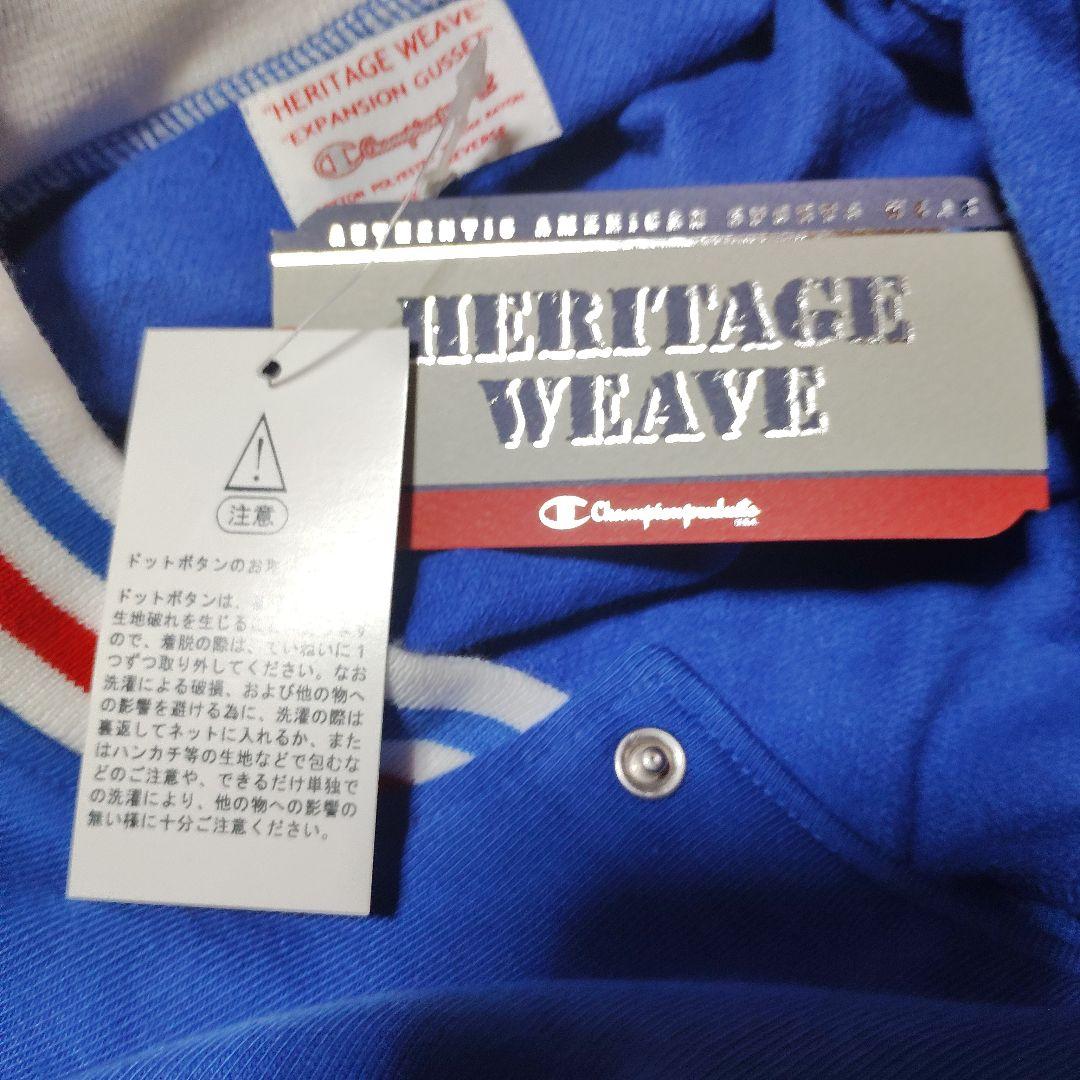 "HERITAGE WEAVE"
"EXPANSION GUSSET"
Champion
REVERSE
AUTHENTIC AMERICAN
HERITAGE
WEAVE
Championproducts
注意
ドットボタンのお
ドットボタンは、
生地破れを生じる
ので、着脱の際は、ていねいに1
つずつ取り外してください。なお
洗濯による破損、および他の物へ
の影響を避ける為に、洗濯の際は
裏返してネットに入れるか、また
はハンカチ等の生地などで包むな
どのご注意や、できるだけ単独で
の洗濯により、他の物への影響の
無い様に十分ご注意ください。